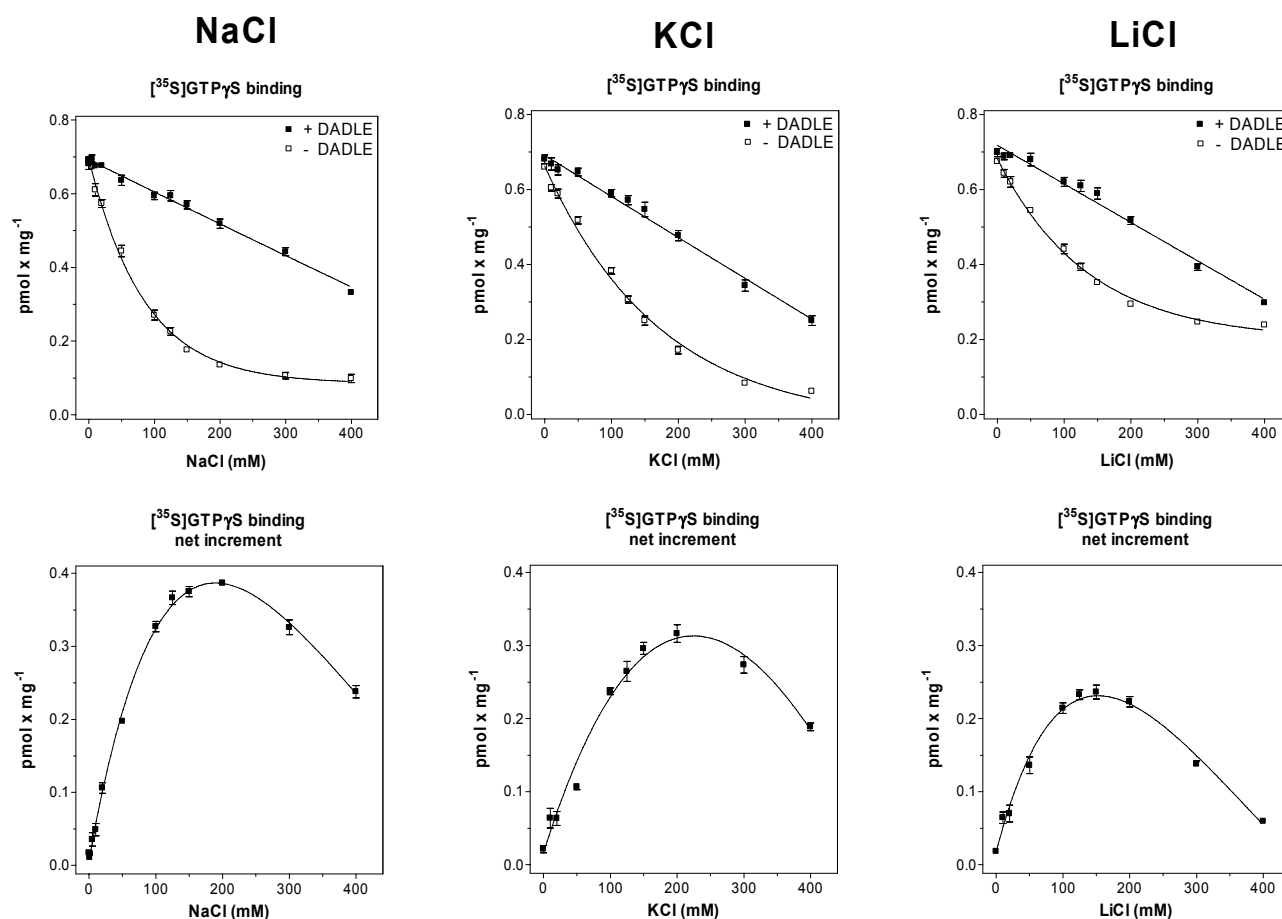 NaCl
[³⁵S]GTPγS binding
+ DADLE
- DADLE
pmol x mg⁻¹
0.8
0.6
0.4
0.2
0.0
0 100 200 300 400
NaCl (mM)
KCl
[³⁵S]GTPγS binding
+ DADLE
- DADLE
0.8
0.6
0.4
0.2
0.0
0 100 200 300 400
KCl (mM)
LiCl
[³⁵S]GTPγS binding
+ DADLE
- DADLE
pmol x mg⁻¹
0.8
0.6
0.4
0.2
0.0
0 100 200 300 400
LiCl (mM)
[³⁵S]GTPγS binding
net increment
pmol x mg⁻¹
0.4
0.3
0.2
0.1
0.0
0 100 200 300 400
NaCl (mM)
[³⁵S]GTPγS binding
net increment
pmol x mg⁻¹
0.4
0.3
0.2
0.1
0.0
0 100 200 300 400
KCl (mM)
[³⁵S]GTPγS binding
net increment
pmol x mg⁻¹
0.4
0.3
0.2
0.1
0.0
0 100 200 300 400
LiCl (mM)